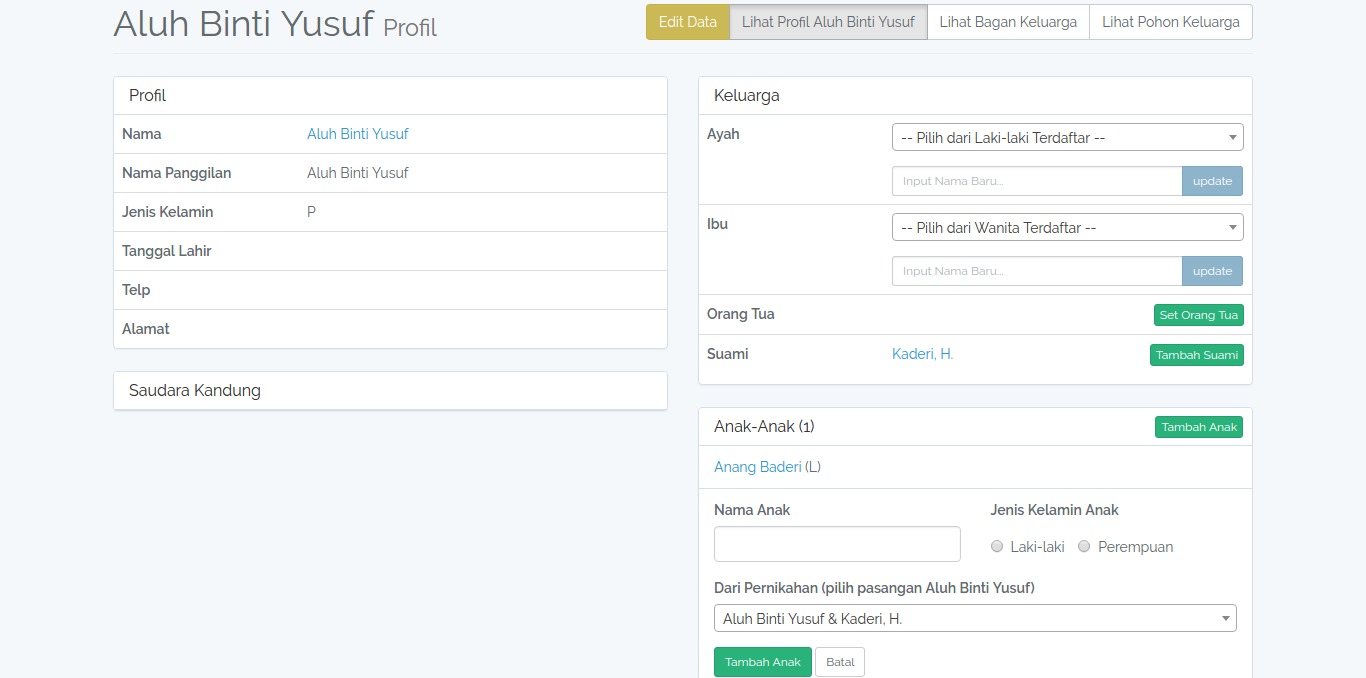 Aluh Binti Yusuf Profil
Edit Data Lihat Profil Aluh Binti Yusuf Lihat Bagan Keluarga Lihat Pohon Keluarga
Profil
Nama Aluh Binti Yusuf
Nama Panggilan Aluh Binti Yusuf
Jenis Kelamin P
Tanggal Lahir
Telp
Alamat
Saudara Kandung
Keluarga
Ayah -- Pilih dari Laki-laki Terdaftar --
Input Nama Baru... update
Ibu -- Pilih dari Wanita Terdaftar --
Input Nama Baru... update
Orang Tua Set Orang Tua
Suami Kaderi, H. Tambah Suami
Anak-Anak (1) Tambah Anak
Anang Baderi (L)
Nama Anak Jenis Kelamin Anak
Laki-laki Perempuan
Dari Pernikahan (pilih pasangan Aluh Binti Yusuf)
Aluh Binti Yusuf & Kaderi, H.
Tambah Anak Batal